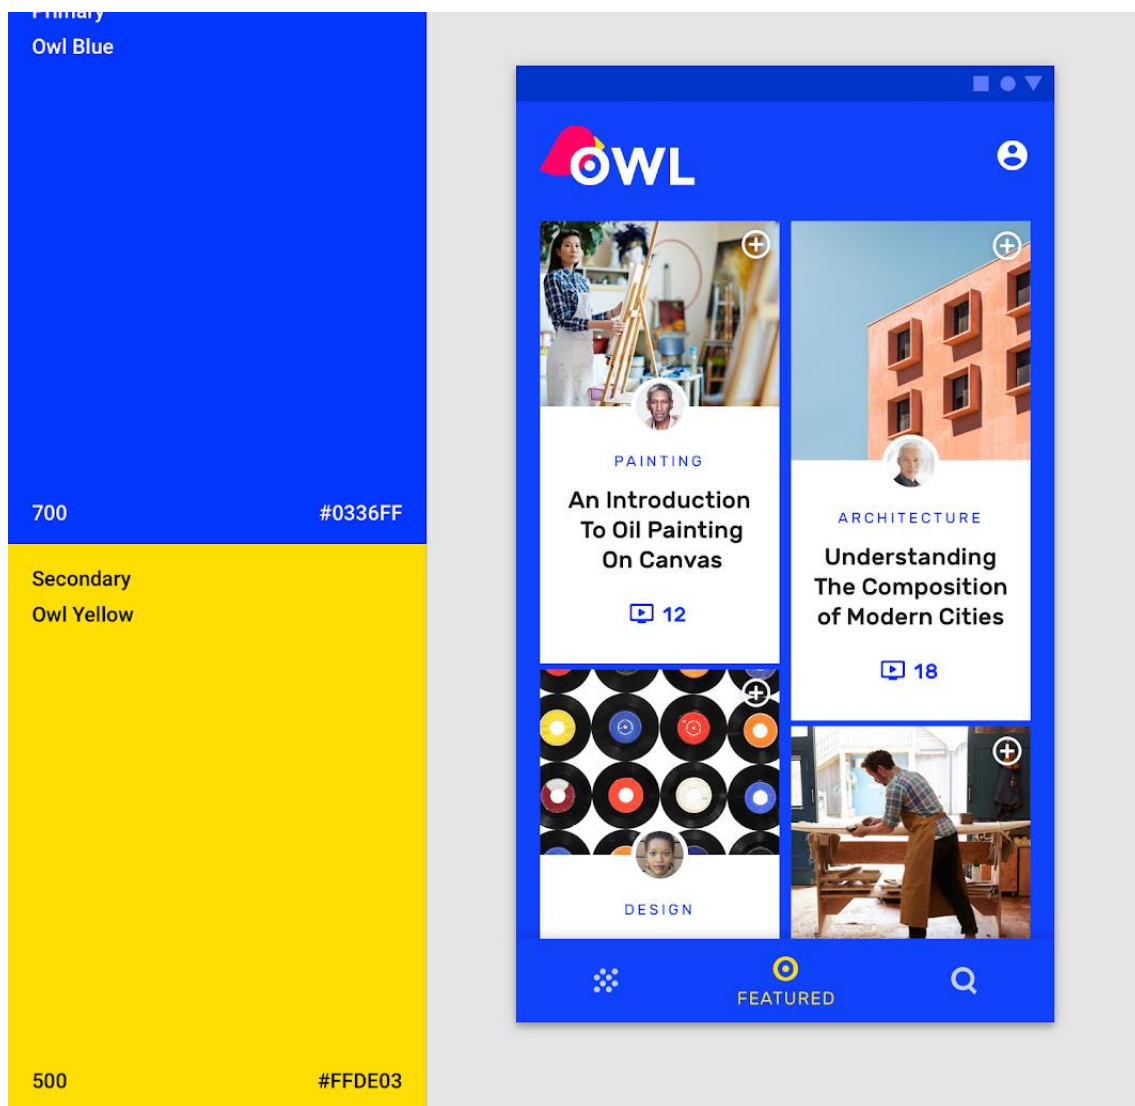 Primary
Owl Blue
700 #0336FF
Secondary
Owl Yellow
500 #FFDE03
OWL
PAINTING
An Introduction
To Oil Painting
On Canvas
12
ARCHITECTURE
Understanding
The Composition
of Modern Cities
18
DESIGN
FEATURED